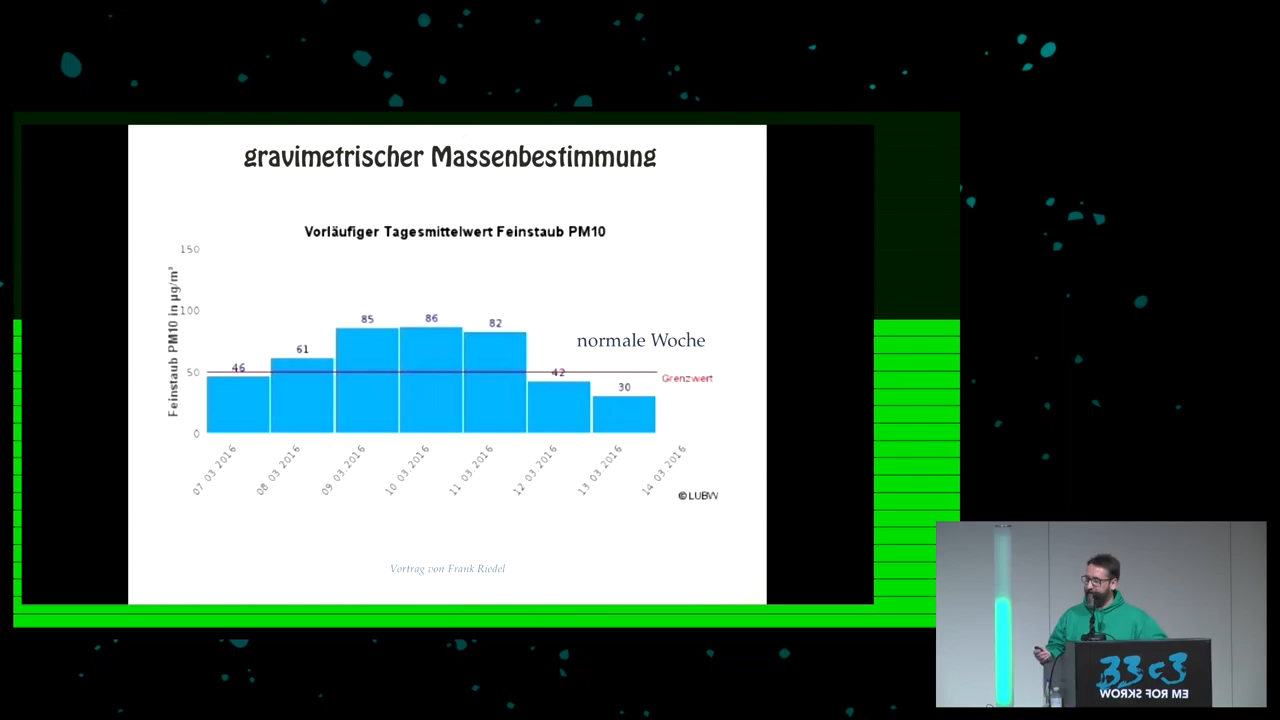 gravimetrischer Massenbestimmung
Vorläufiger Tagesmittelwert Feinstaub PM10
Feinstaub PM10 in µg/m³
150
100
50
0
46
61
85
86
82
42
30
normale Woche
Grenzwert
07 03 2016
08 03 2016
09 03 2016
10 03 2016
11 03 2016
12 03 2016
13 03 2016
14 03 2016
©LUBW
Vortrag von Frank Riedel
33c3
WORKS FOR ME